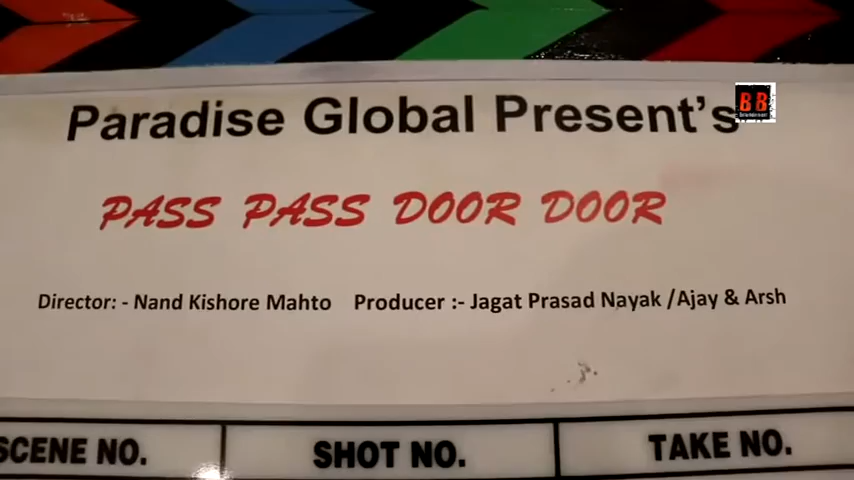 Paradise Global Present's
BB
PASS PASS DOOR DOOR
Director: - Nand Kishore Mahto Producer :- Jagat Prasad Nayak /Ajay & Arsh
SCENE NO. SHOT NO. TAKE NO.